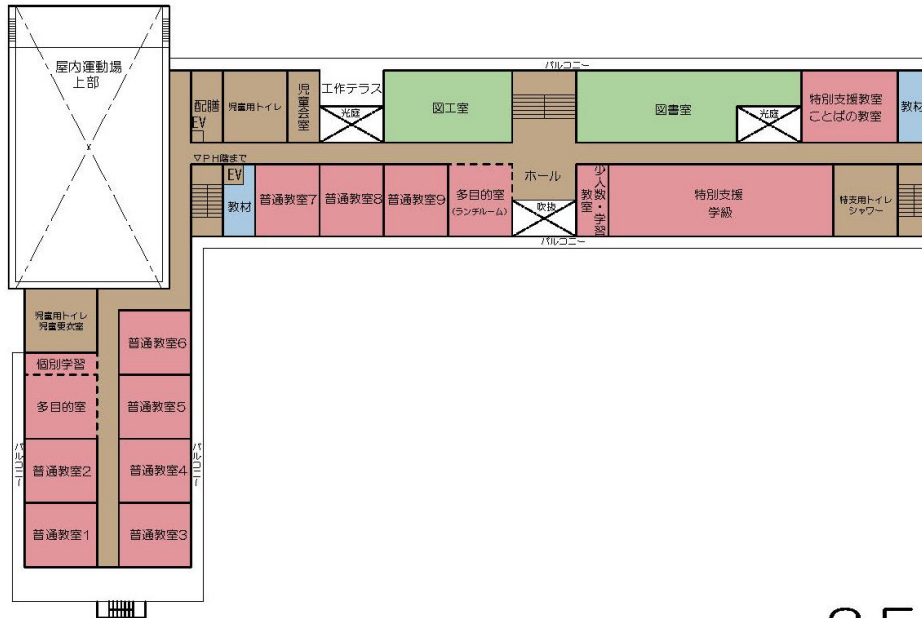 屋内運動場
上部
バルコニー
配膳
EV
児童用トイレ
児童会室
工作テラス
光庭
図工室
図書室
光庭
特別支援教室
ことばの教室
教材
▽PH階まで
EV
教材
普通教室7
普通教室8
普通教室9
多目的室
(ランチルーム)
ホール
吹抜
少人数・学習
教室
特別支援
学級
特支用トイレ
シャワー
バルコニー
児童用トイレ
児童更衣室
個別学習
多目的室
普通教室2
普通教室1
普通教室6
普通教室5
普通教室4
普通教室3
バルコニー
バルコニー